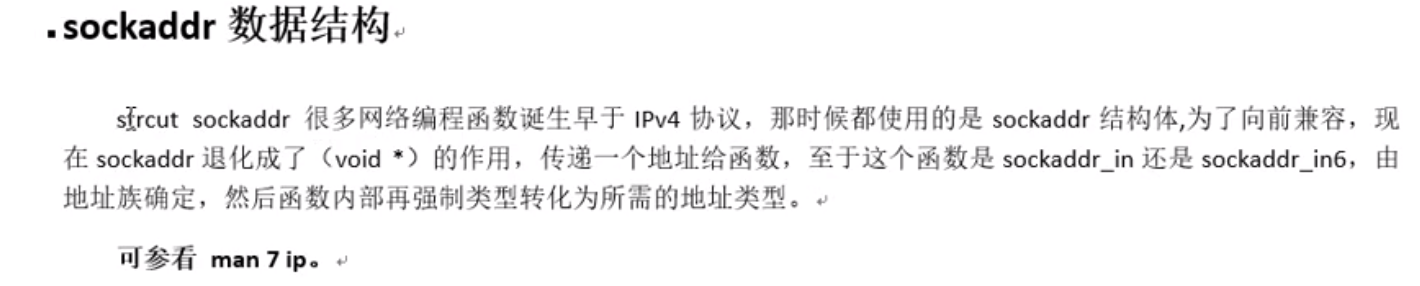 sockaddr 数据结构
strcut sockaddr 很多网络编程函数诞生早于 IPv4 协议，那时候都使用的是 sockaddr 结构体,为了向前兼容，现
在 sockaddr 退化成了（void *）的作用，传递一个地址给函数，至于这个函数是 sockaddr_in 还是 sockaddr_in6，由
地址族确定，然后函数内部再强制类型转化为所需的地址类型。
可参看 man 7 ip。